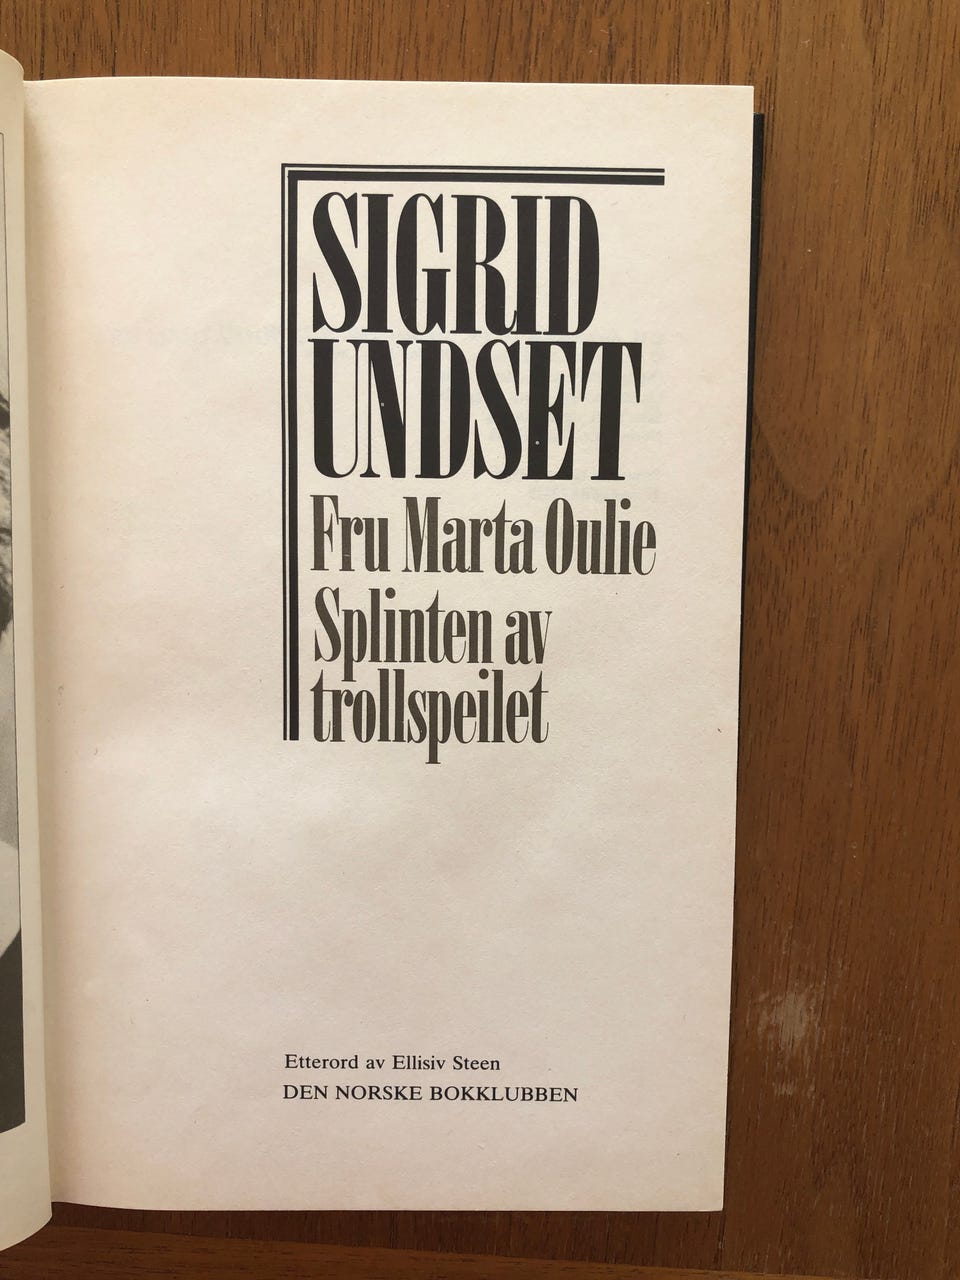 SIGRID
UNDSET
Fru Marta Oulie
Splinten av
trollspeilet
Etterord av Ellisiv Steen
DEN NORSKE BOKKLUBBEN